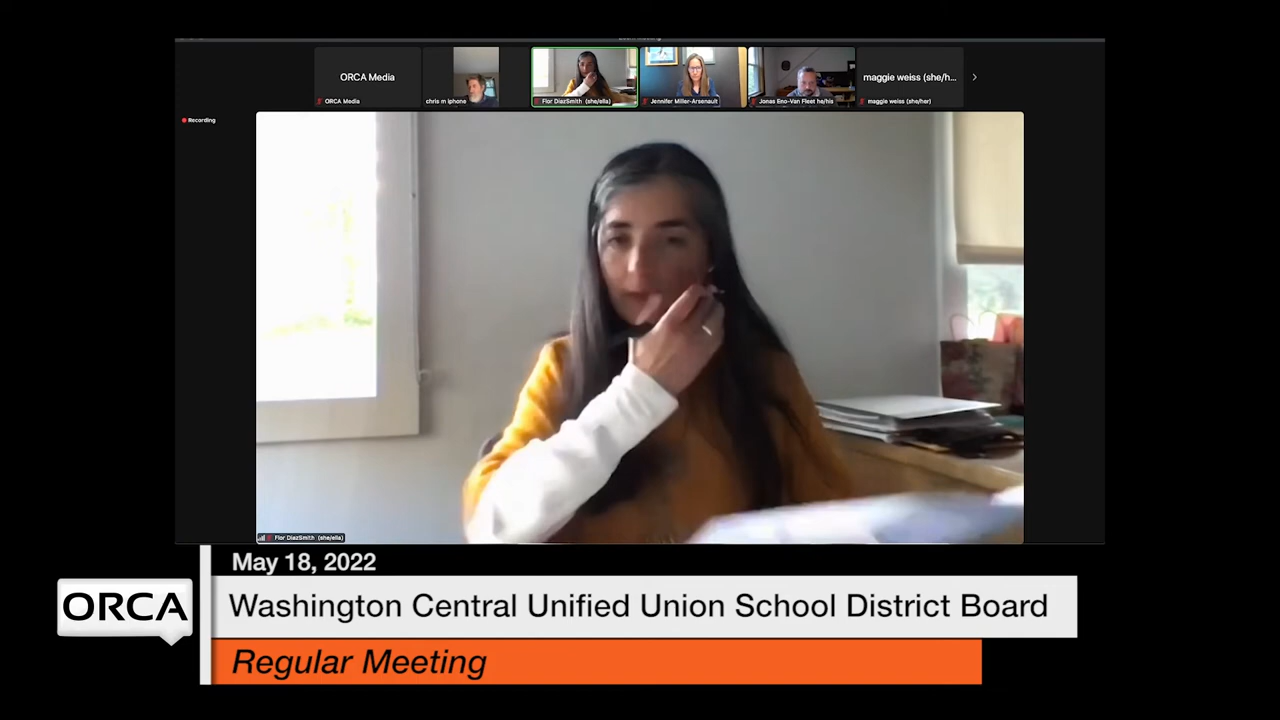 ORCA Media
maggie weiss (she/h...
ORCA Media
chris m iphone
Flor DiazSmith (she/ella)
Jennifer Miller-Arsenault
Jonas Eno-Van Fleet he/his
maggie weiss (she/her)
Recording
Flor DiazSmith (she/ella)
May 18, 2022
ORCA
Washington Central Unified Union School District Board
Regular Meeting